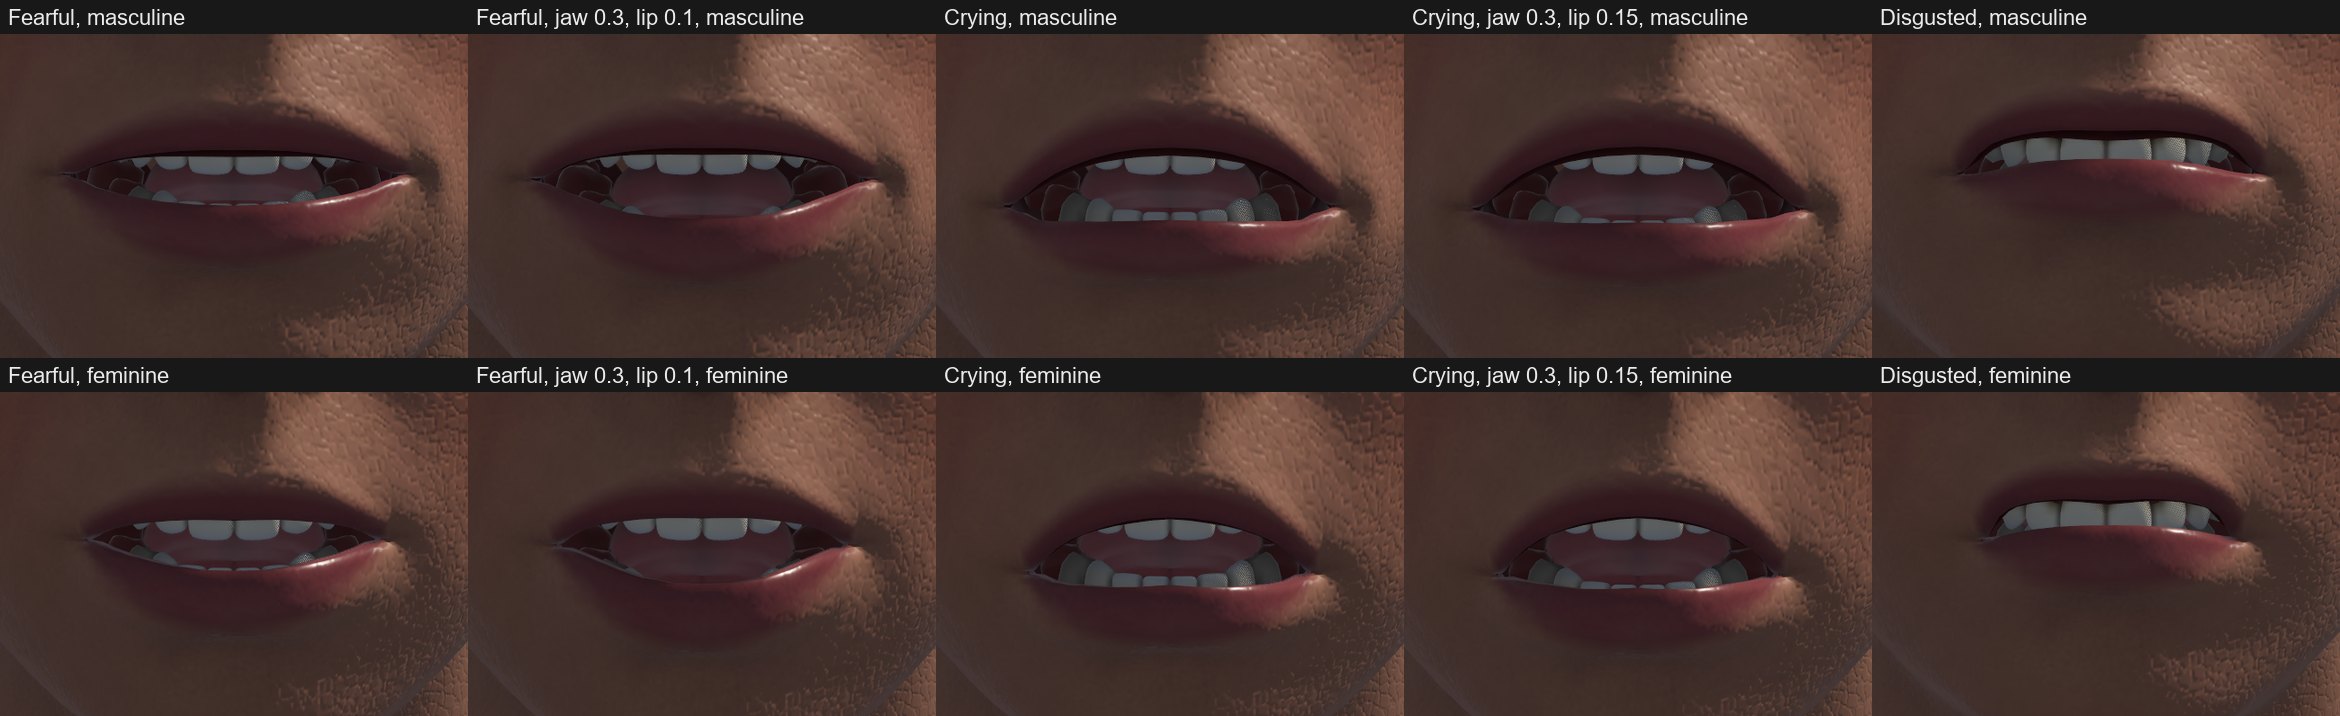 Fearful, masculine
Fearful, jaw 0.3, lip 0.1, masculine
Crying, masculine
Crying, jaw 0.3, lip 0.15, masculine
Disgusted, masculine
Fearful, feminine
Fearful, jaw 0.3, lip 0.1, feminine
Crying, feminine
Crying, jaw 0.3, lip 0.15, feminine
Disgusted, feminine